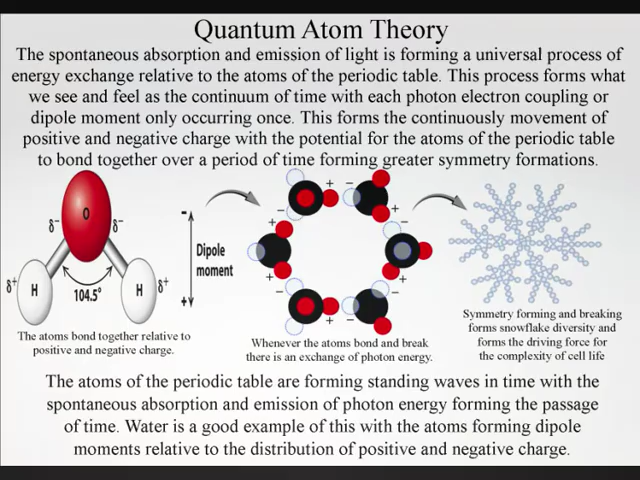 Quantum Atom Theory
The spontaneous absorption and emission of light is forming a universal process of
energy exchange relative to the atoms of the periodic table. This process forms what
we see and feel as the continuum of time with each photon electron coupling or
dipole moment only occurring once. This forms the continuously movement of
positive and negative charge with the potential for the atoms of the periodic table
to bond together over a period of time forming greater symmetry formations.
O
δ⁻ δ⁻
δ⁺ H 104.5° H δ⁺
-
Dipole
moment
+
+ −
− +
+ −
− +
+ −
− +
The atoms bond together relative to
positive and negative charge.
Whenever the atoms bond and break
there is an exchange of photon energy.
Symmetry forming and breaking
forms snowflake diversity and
forms the driving force for
the complexity of cell life
The atoms of the periodic table are forming standing waves in time with the
spontaneous absorption and emission of photon energy forming the passage
of time. Water is a good example of this with the atoms forming dipole
moments relative to the distribution of positive and negative charge.